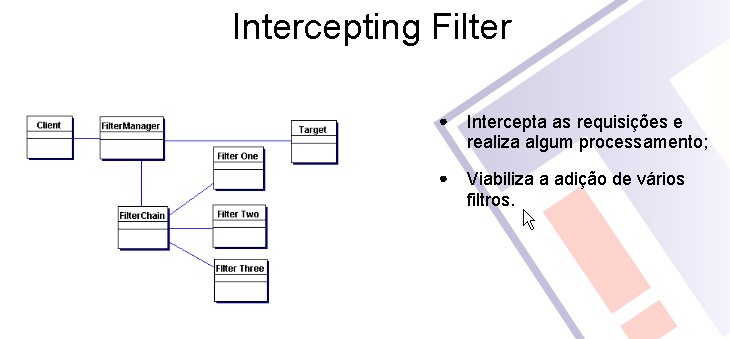 Intercepting Filter
Client
FilterManager
Target
Filter One
FilterChain
Filter Two
Filter Three
• Intercepta as requisições e
realiza algum processamento;
• Viabiliza a adição de vários
filtros.